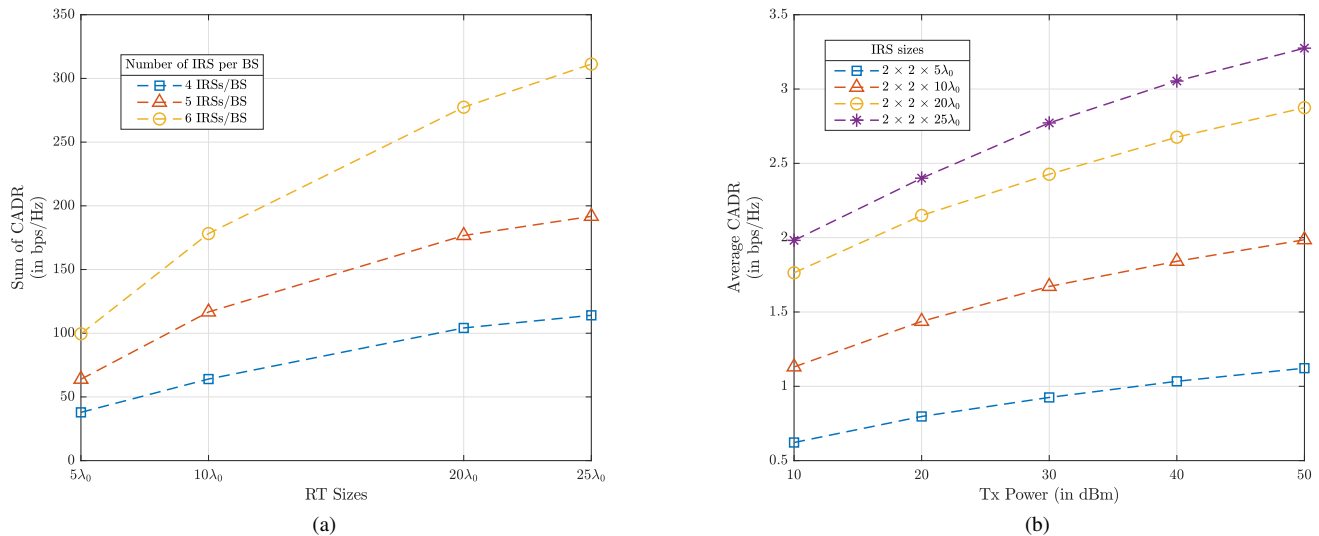 350
300
250
200
150
100
50
0
Sum of CADR
(in bps/Hz)
Number of IRS per BS
4 IRSs/BS
5 IRSs/BS
6 IRSs/BS
5λ₀ 10λ₀ 20λ₀ 25λ₀
RT Sizes
(a)
3.5
3
2.5
2
1.5
1
0.5
Average CADR
(in bps/Hz)
IRS sizes
2 × 2 × 5λ₀
2 × 2 × 10λ₀
2 × 2 × 20λ₀
2 × 2 × 25λ₀
10 20 30 40 50
Tx Power (in dBm)
(b)